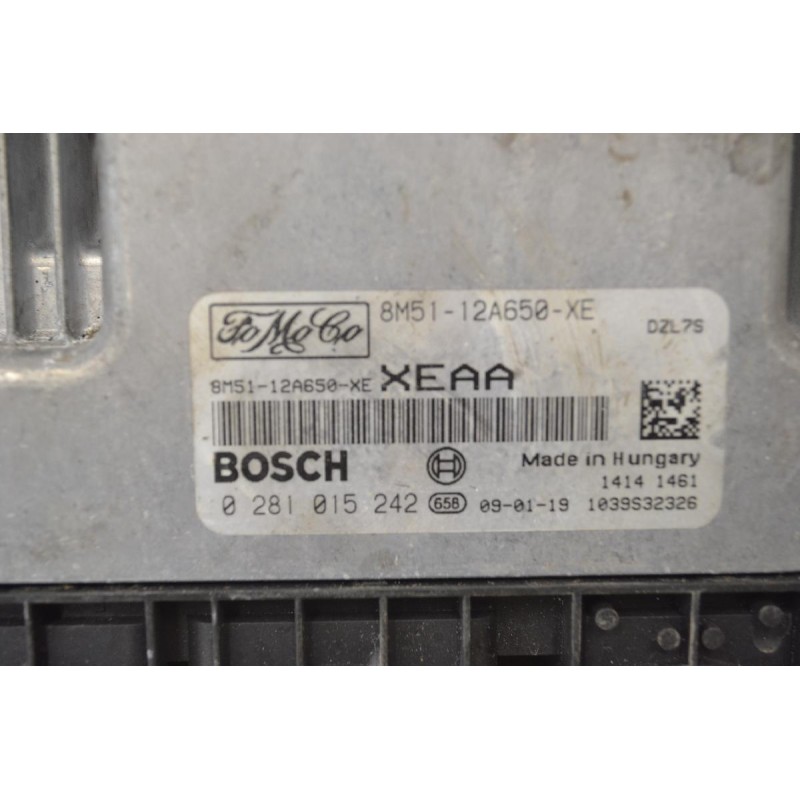 FoMoCo 8M51-12A650-XE DZL7S
8M51-12A650-XE XEAA
BOSCH Made in Hungary
1414 1461
0 281 015 242 658 09-01-19 1039S32326